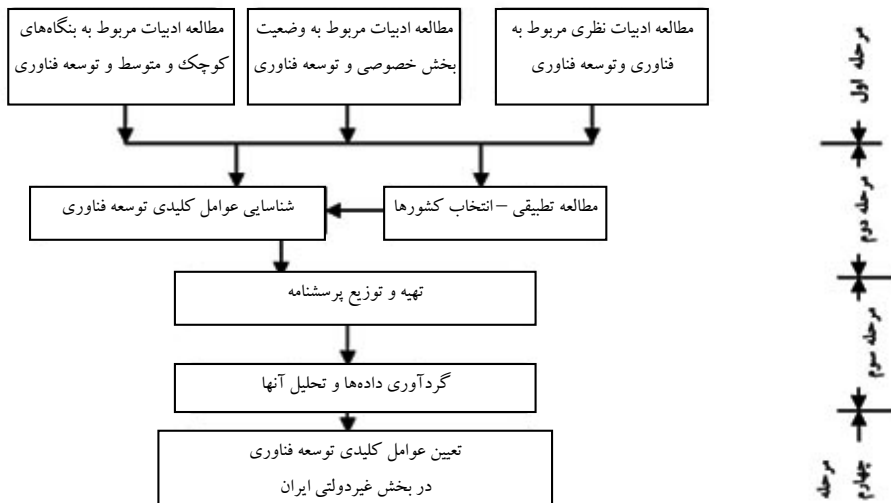 مطالعه ادبیات نظری مربوط به
فناوری وتوسعه فناوری
مطالعه ادبیات مربوط به وضعیت
بخش خصوصی و توسعه فناوری
مطالعه ادبیات مربوط به بنگاه‌های
کوچک و متوسط و توسعه فناوری
مرحله اول
مطالعه تطبیقی – انتخاب کشورها
شناسایی عوامل کلیدی توسعه فناوری
مرحله دوم
تهیه و توزیع پرسشنامه
گردآوری داده‌ها و تحلیل آنها
مرحله سوم
تعیین عوامل کلیدی توسعه فناوری
در بخش غیردولتی ایران
مرحله
چهارم